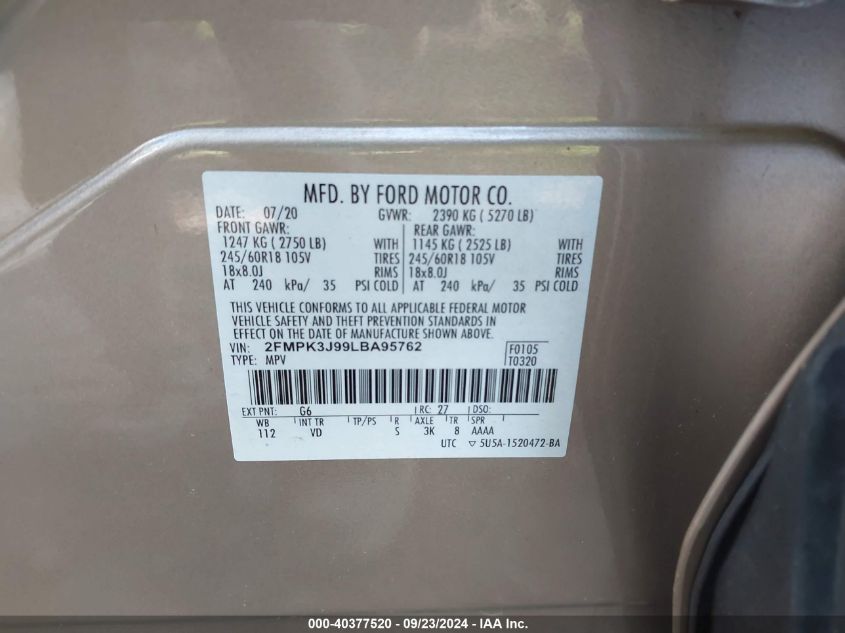 MFD. BY FORD MOTOR CO.
DATE: 07/20 GVWR: 2390 KG ( 5270 LB)
FRONT GAWR: REAR GAWR:
1247 KG ( 2750 LB) WITH 1145 KG ( 2525 LB) WITH
245/60R18 105V TIRES 245/60R18 105V TIRES
18x8.0J RIMS 18x8.0J RIMS
AT 240 kPa/ 35 PSI COLD AT 240 kPa/ 35 PSI COLD
THIS VEHICLE CONFORMS TO ALL APPLICABLE FEDERAL MOTOR
VEHICLE SAFETY AND THEFT PREVENTION STANDARDS IN
EFFECT ON THE DATE OF MANUFACTURE SHOWN ABOVE.
VIN: 2FMPK3J99LBA95762 F0105
TYPE: MPV T0320
EXT PNT: G6 RC: 27 DSO:
WB INT TR TP/PS R AXLE TR SPR
112 VD S 3K 8 AAAA
UTC ▽ 5U5A-1520472-BA
000-40377520 - 09/23/2024 - IAA Inc.